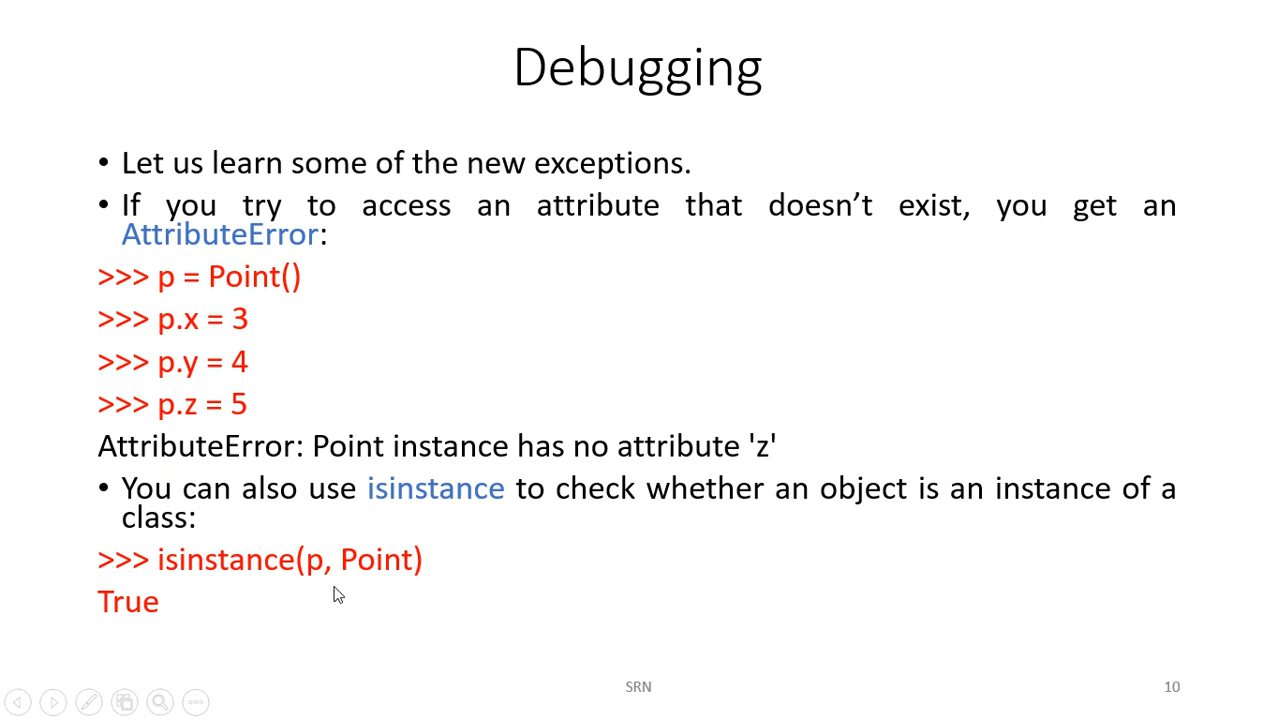 Debugging
• Let us learn some of the new exceptions.
• If you try to access an attribute that doesn’t exist, you get an
AttributeError:
>>> p = Point()
>>> p.x = 3
>>> p.y = 4
>>> p.z = 5
AttributeError: Point instance has no attribute 'z'
• You can also use isinstance to check whether an object is an instance of a
class:
>>> isinstance(p, Point)
True
SRN
10